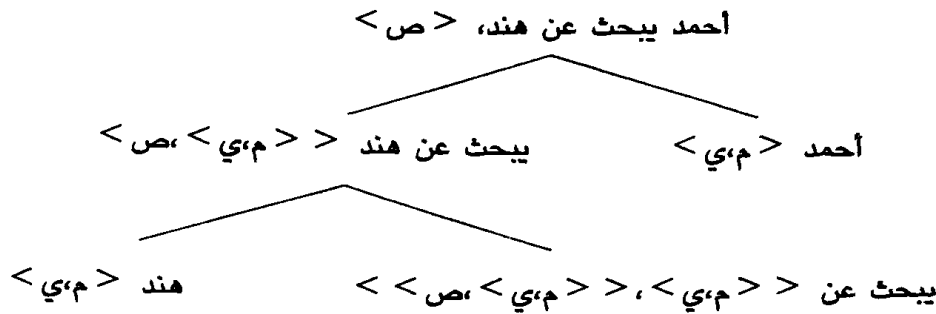 أحمد يبحث عن هند، < ص >
أحمد < م،ي > يبحث عن هند < < م،ي > ،ص >
يبحث عن < < م،ي > ، < < م،ي > ،ص > > هند < م،ي >